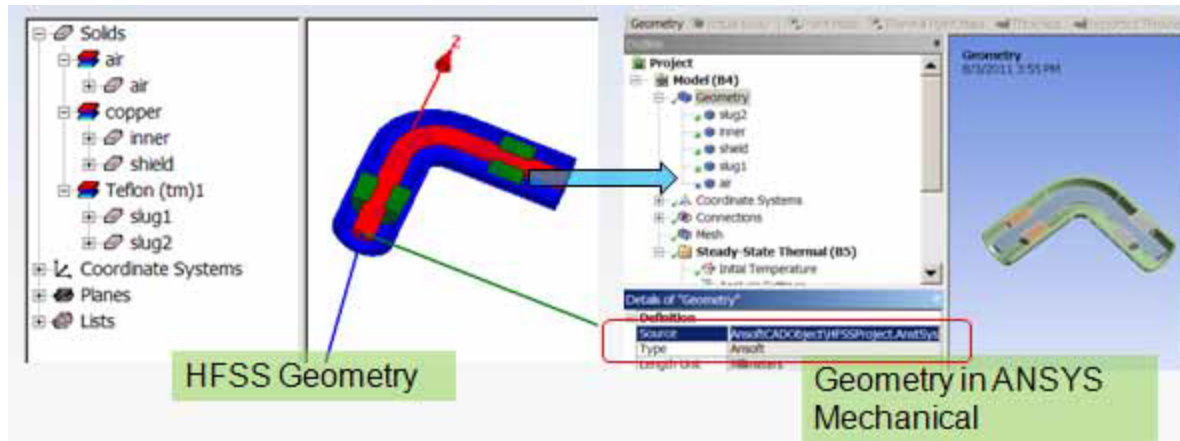 Solids
air
air
copper
inner
shield
Teflon (tm)1
slug1
slug2
Coordinate Systems
Planes
Lists
Z
HFSS Geometry
Geometry
Project
Model (B4)
Geometry
slug2
inner
shield
slug1
air
Coordinate Systems
Connections
Mesh
Steady-State Thermal (B5)
Initial Temperature
Details of "Geometry"
Definition
Source AnsoftCADObject\HFSSProject.AnstSys
Type Ansoft
Length Unit Millimeters
Geometry
8/3/2011 3:55 PM
Geometry in ANSYS
Mechanical